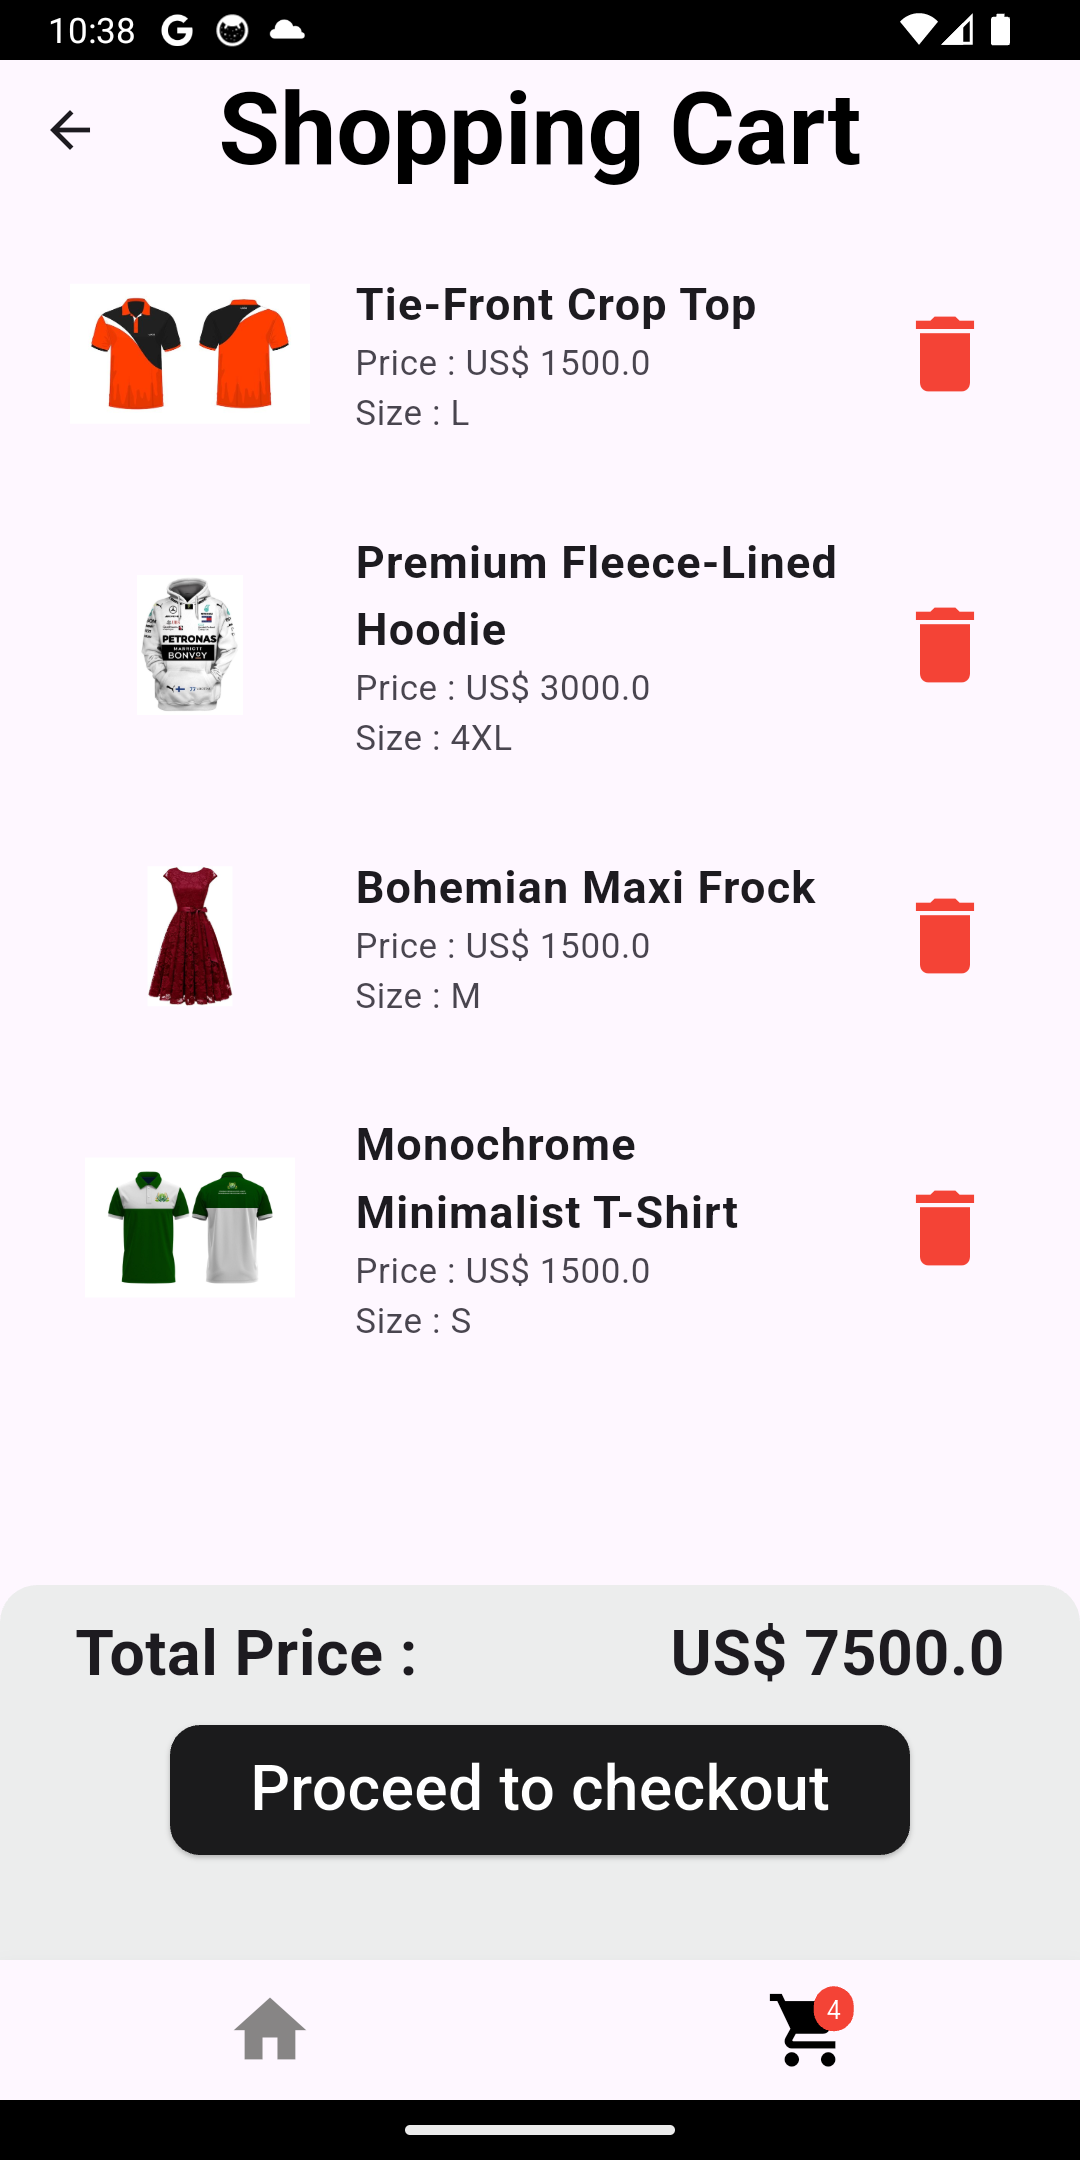 10:38
Shopping Cart
Tie-Front Crop Top
Price : US$ 1500.0
Size : L
PETRONAS
MARRIOTT
BONVOY
Premium Fleece-Lined
Hoodie
Price : US$ 3000.0
Size : 4XL
Bohemian Maxi Frock
Price : US$ 1500.0
Size : M
Monochrome
Minimalist T-Shirt
Price : US$ 1500.0
Size : S
Total Price :
US$ 7500.0
Proceed to checkout
4